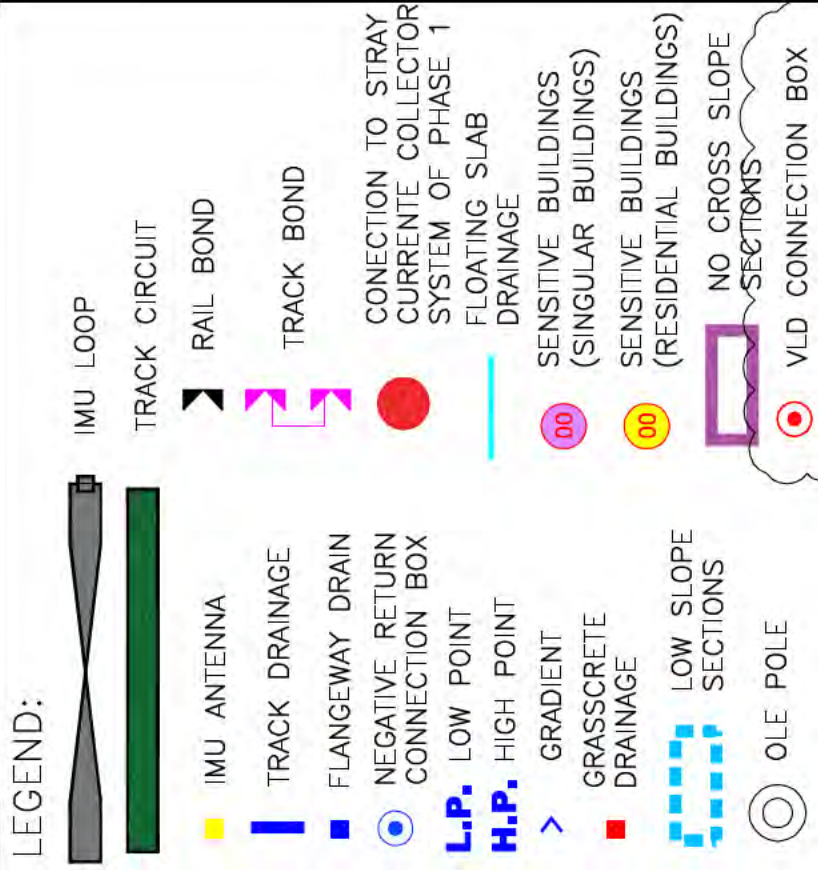 LEGEND:
IMU LOOP
TRACK CIRCUIT
IMU ANTENNA
TRACK DRAINAGE
FLANGEWAY DRAIN
NEGATIVE RETURN
CONNECTION BOX
L.P. LOW POINT
H.P. HIGH POINT
GRADIENT
GRASSCRETE
DRAINAGE
LOW SLOPE
SECTIONS
OLE POLE
RAIL BOND
TRACK BOND
CONECTION TO STRAY
CURRENTE COLLECTOR
SYSTEM OF PHASE 1
FLOATING SLAB
DRAINAGE
00 SENSITIVE BUILDINGS
(SINGULAR BUILDINGS)
00 SENSITIVE BUILDINGS
(RESIDENTIAL BUILDINGS)
NO CROSS SLOPE
SECTIONS
VLD CONNECTION BOX